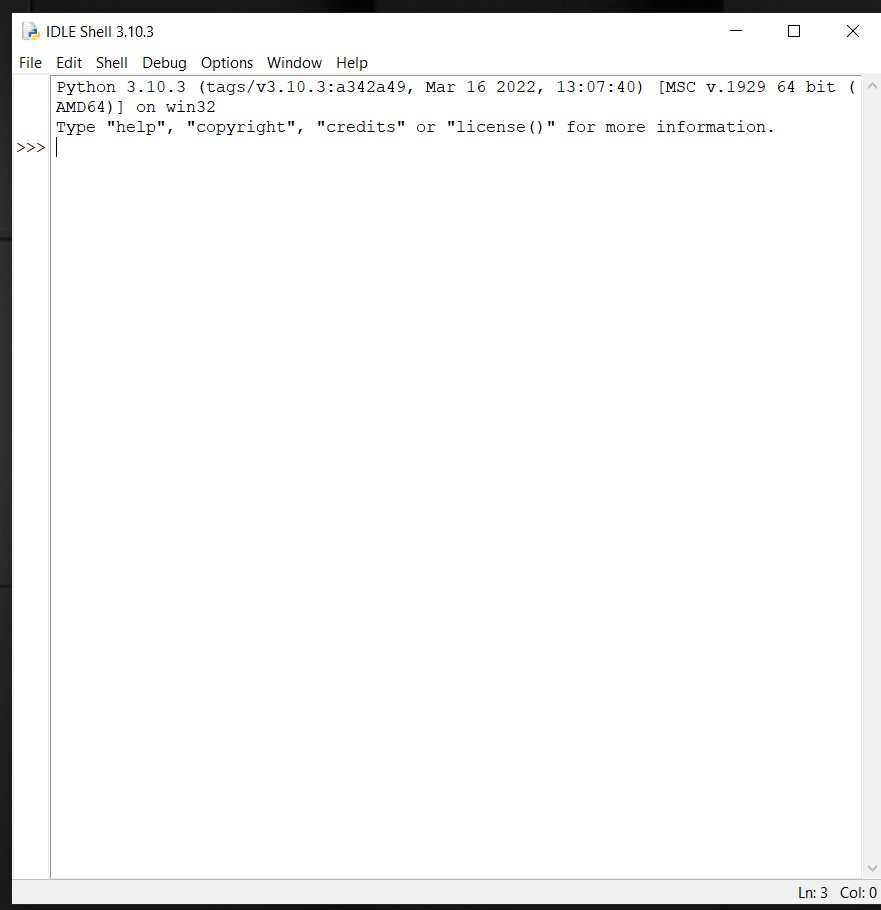 IDLE Shell 3.10.3
File Edit Shell Debug Options Window Help
Python 3.10.3 (tags/v3.10.3:a342a49, Mar 16 2022, 13:07:40) [MSC v.1929 64 bit (
AMD64)] on win32
Type "help", "copyright", "credits" or "license()" for more information.
>>>
Ln: 3 Col: 0